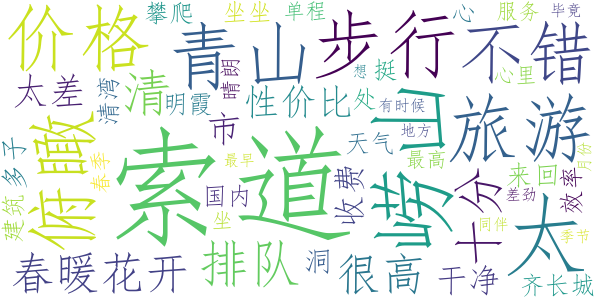 价格
攀爬
坐坐
单程
心
服务
毕竟
青山
步行
不错
太差
清湾
清
明霞
晴朗
性价比
处
想
挺
有时候
心里
多子
俯瞰
春季
市
天气
地方
山
旅游
最早
索道
国内
收费
最高
来回
月份
建筑
坐
崂
十分
差劲
效率
太
同伴
季节
春暖花开
排队
洞
很高
干净
齐长城